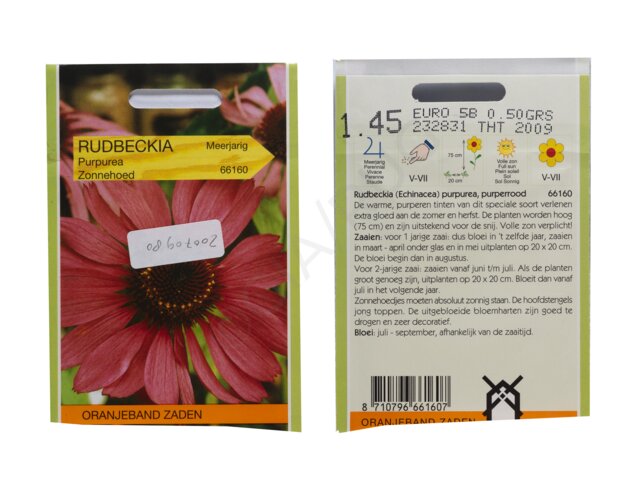 RUDBECKIA
Meerjarig
Purpurea
Zonnehoed
66160
ORANJEBAND ZADEN
1.45
EURO 5B 0.50GRS
232831 THT 2009
Meerjarig
Perennial
Vivace
Perenne
Staude
V-VII
75 cm
20 cm
Volle zon
Full sun
Plein soleil
Sol
Sol Sonnig
V-VII
Rudbeckia (Echinacea) purpurea, purperrood 66160
De warme, purperen tinten van dit speciale soort verlenen
extra gloed aan de zomer en herfst. De planten worden hoog
(75 cm) en zijn uitstekend voor de snij. Volle zon verplicht!
Zaaien: voor 1 jarige zaai: dus bloei in 't zelfde jaar, zaaien
in maart - april onder glas en in mei uitplanten op 20 x 20 cm.
De bloei begint dan in augustus.
Voor 2-jarige zaai: zaaien vanaf juni t/m juli. Als de planten
groot genoeg zijn, uitplanten op 20 x 20 cm. Bloeit dan vanaf
juli in het volgende jaar.
Zonnehoedjes moeten absoluut zonnig staan. De hoofdstengels
jong toppen. De uitgebloeide bloemharten zijn goed te
drogen en zeer decoratief.
Bloei: juli - september, afhankelijk van de zaaitijd.
8 710796 661607
ORANJEBAND ZADEN